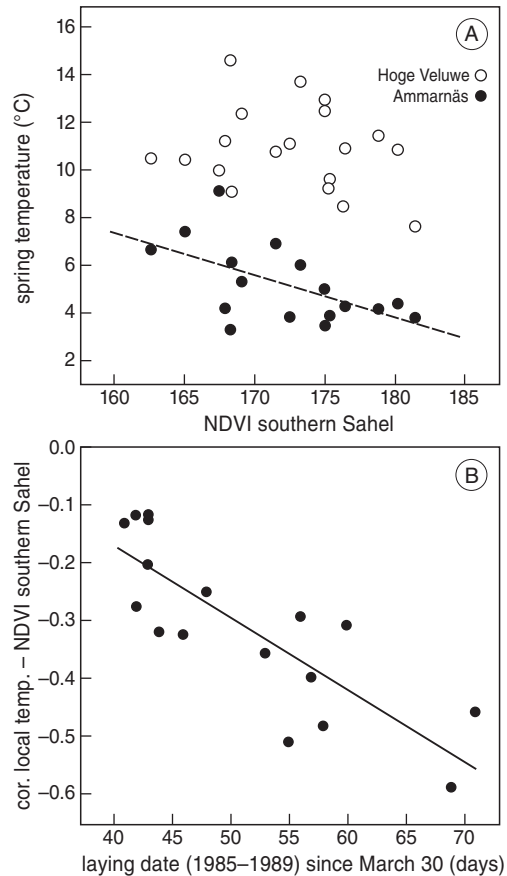 A
16
14
12
10
8
6
4
2
spring temperature (°C)
Hoge Veluwe
Ammarnäs
160 165 170 175 180 185
NDVI southern Sahel
B
0.0
–0.1
–0.2
–0.3
–0.4
–0.5
–0.6
cor. local temp. – NDVI southern Sahel
40 45 50 55 60 65 70
laying date (1985–1989) since March 30 (days)